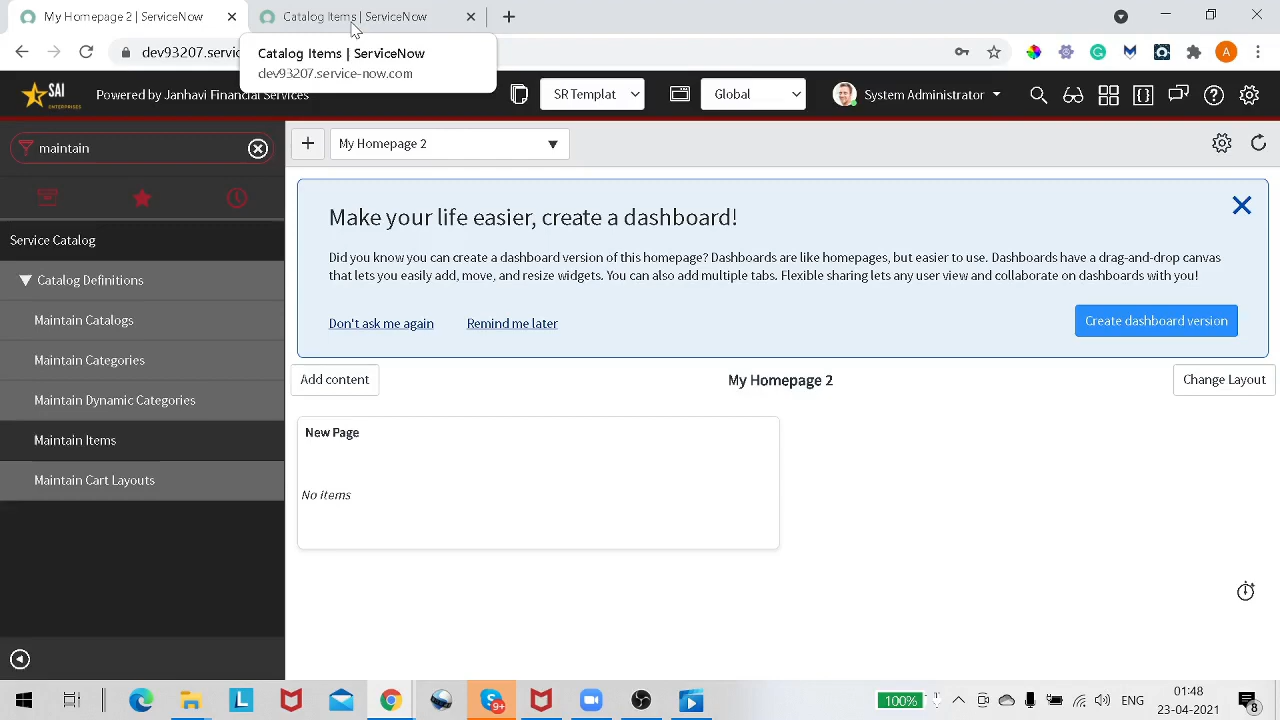 My Homepage 2 | ServiceNow
Catalog Items | ServiceNow
dev93207.servic
Catalog Items | ServiceNow
dev93207.service-now.com
A
SAI
ENTERPRISES
Powered by Janhavi Financial Services
SR Templat
Global
System Administrator
maintain
My Homepage 2
Service Catalog
Catalog Definitions
Maintain Catalogs
Maintain Categories
Maintain Dynamic Categories
Maintain Items
Maintain Cart Layouts
Make your life easier, create a dashboard!
Did you know you can create a dashboard version of this homepage? Dashboards are like homepages, but easier to use. Dashboards have a drag-and-drop canvas
that lets you easily add, move, and resize widgets. You can also add multiple tabs. Flexible sharing lets any user view and collaborate on dashboards with you!
Don't ask me again
Remind me later
Create dashboard version
Add content
My Homepage 2
Change Layout
New Page
No items
L
S 9+
100%
ENG
01:48
23-04-2021
8